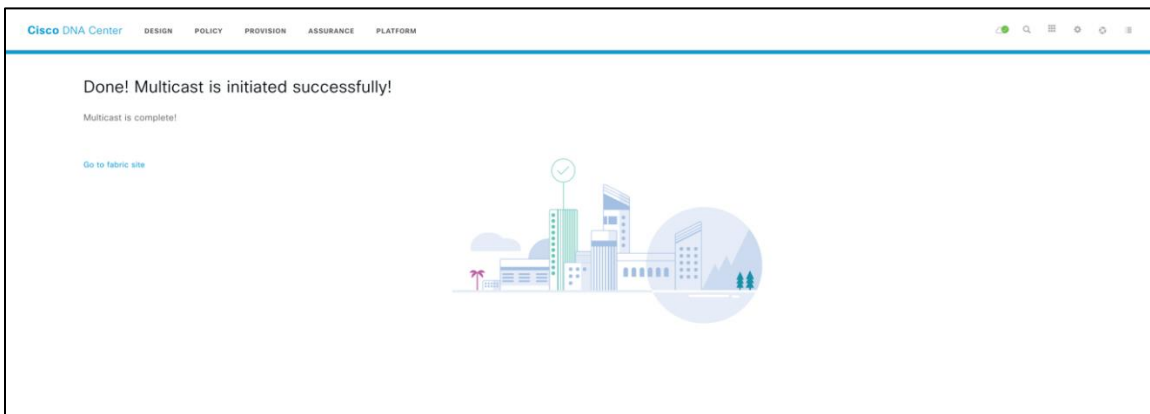 Cisco DNA Center DESIGN POLICY PROVISION ASSURANCE PLATFORM
Done! Multicast is initiated successfully!
Multicast is complete!
Go to fabric site